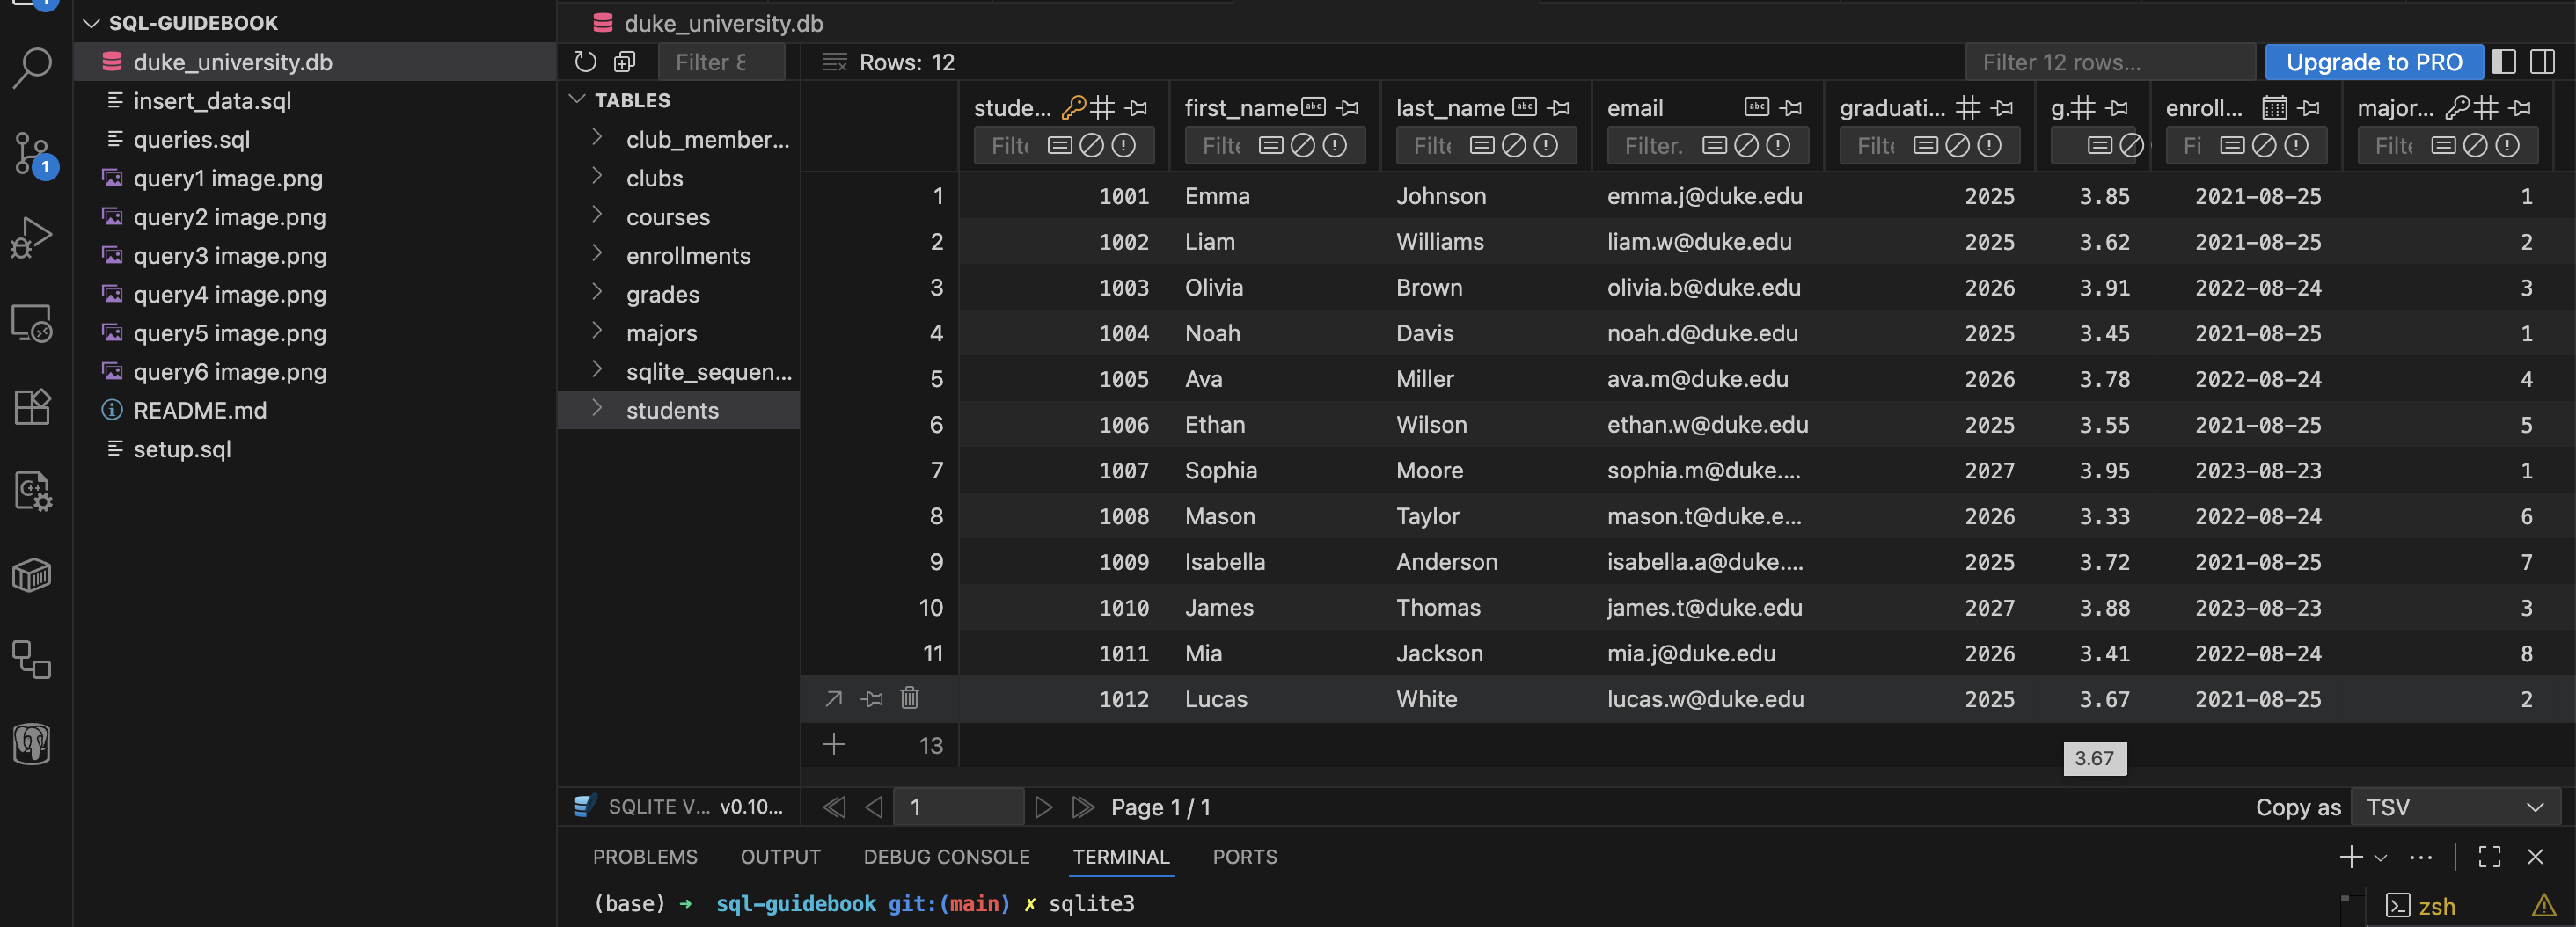 SQL-GUIDEBOOK
duke_university.db
insert_data.sql
queries.sql
query1 image.png
query2 image.png
query3 image.png
query4 image.png
query5 image.png
query6 image.png
README.md
setup.sql
1
duke_university.db
Rows: 12
Filter 12 rows...
Upgrade to PRO
TABLES
club_member...
clubs
courses
enrollments
grades
majors
sqlite_sequen...
students
SQLITE V... v0.10...
stude... first_name last_name email graduati... g. enroll... major...
Filte Filte Filte Filter. Filte Fi Filte
1 1001 Emma Johnson emma.j@duke.edu 2025 3.85 2021-08-25 1
2 1002 Liam Williams liam.w@duke.edu 2025 3.62 2021-08-25 2
3 1003 Olivia Brown olivia.b@duke.edu 2026 3.91 2022-08-24 3
4 1004 Noah Davis noah.d@duke.edu 2025 3.45 2021-08-25 1
5 1005 Ava Miller ava.m@duke.edu 2026 3.78 2022-08-24 4
6 1006 Ethan Wilson ethan.w@duke.edu 2025 3.55 2021-08-25 5
7 1007 Sophia Moore sophia.m@duke.... 2027 3.95 2023-08-23 1
8 1008 Mason Taylor mason.t@duke.e... 2026 3.33 2022-08-24 6
9 1009 Isabella Anderson isabella.a@duke.... 2025 3.72 2021-08-25 7
10 1010 James Thomas james.t@duke.edu 2027 3.88 2023-08-23 3
11 1011 Mia Jackson mia.j@duke.edu 2026 3.41 2022-08-24 8
1012 Lucas White lucas.w@duke.edu 2025 3.67 2021-08-25 2
13
3.67
1 Page 1 / 1
Copy as TSV
PROBLEMS OUTPUT DEBUG CONSOLE TERMINAL PORTS
(base) ➜ sql-guidebook git:(main) ✗ sqlite3
zsh